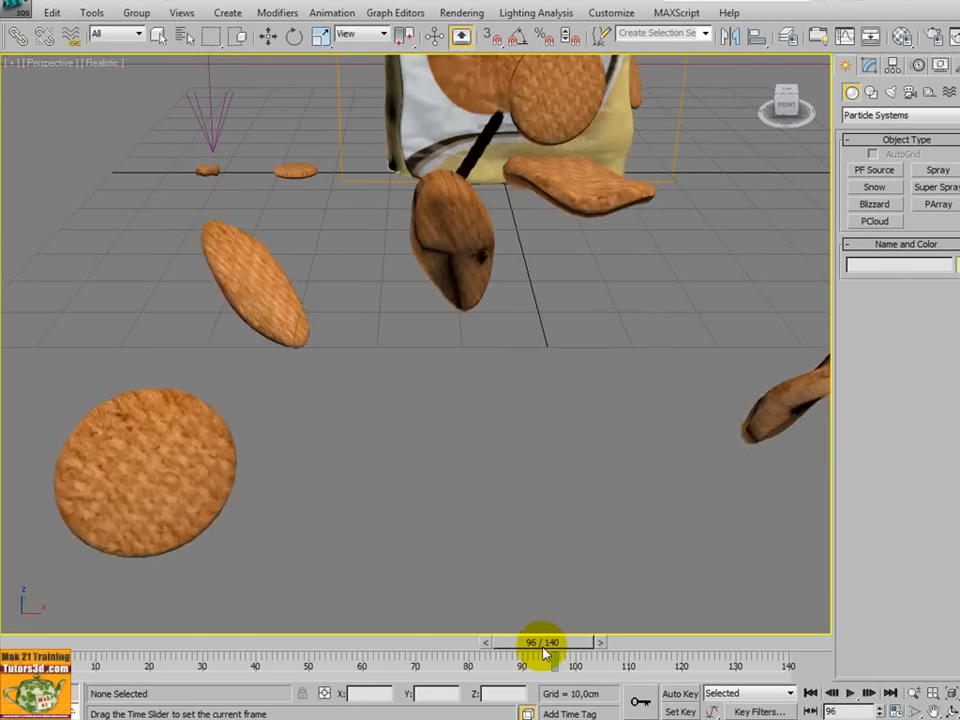 Edit Tools Group Views Create Modifiers Animation Graph Editors Rendering Lighting Analysis Customize MAXScript Help
All View 3 Create Selection Se
[ + ] [ Perspective ] [ Realistic ]
FRONT
Particle Systems
- Object Type
AutoGrid
PF Source Spray
Snow Super Spray
Blizzard PArray
PCloud
- Name and Color
z
x
< 96 / 140 >
10 20 30 40 50 60 70 80 90 100 110 120 130 140
Mak 21 Training
Tutors3d .com
MAK
21
None Selected X: Y: Z: Grid = 10,0cm Auto Key Selected
Drag the Time Slider to set the current frame Add Time Tag Set Key Key Filters... 96